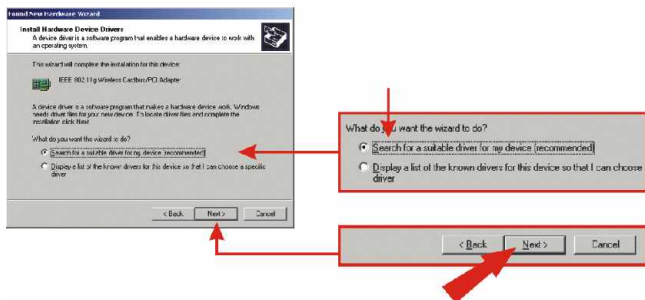 Found New Hardware Wizard
Install Hardware Device Drivers
A device driver is a software program that enables a hardware device to work with
an operating system.
This wizard will complete the installation for this device:
IEEE 802.11g Wireless Cardbus/PCI Adapter
A device driver is a software program that makes a hardware device work. Windows
needs driver files for your new device. To locate driver files and complete the
installation click Next.
What do you want the wizard to do?
Search for a suitable driver for my device (recommended)
Display a list of the known drivers for this device so that I can choose a specific
driver
< Back Next > Cancel
What do you want the wizard to do?
Search for a suitable driver for my device (recommended)
Display a list of the known drivers for this device so that I can choose
driver
< Back Next > Cancel